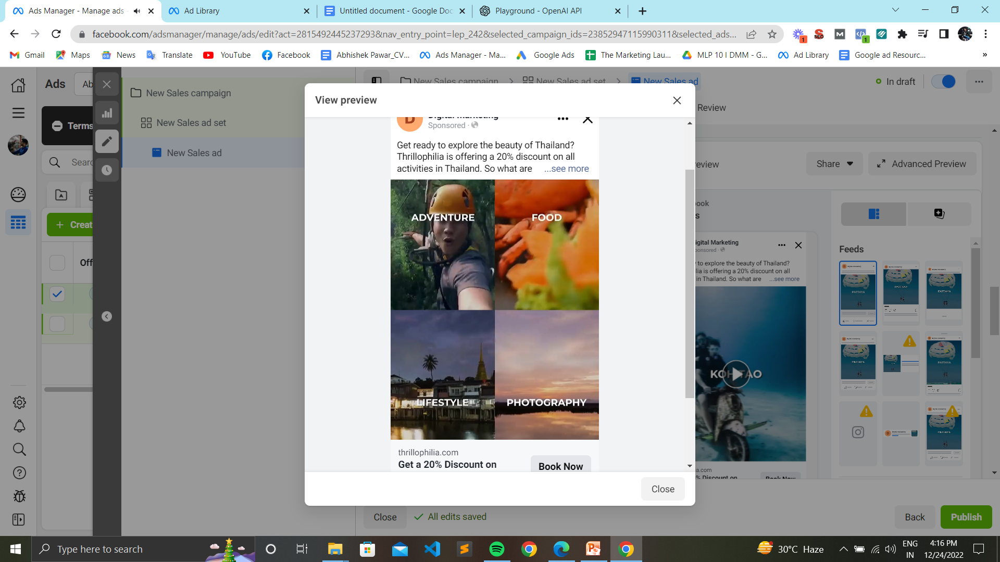 Ads Manager - Manage ads
Ad Library
Untitled document - Google Doc
Playground - OpenAI API
facebook.com/adsmanager/manage/ads/edit?act=2815492445237293&nav_entry_point=lep_242&selected_campaign_ids=23852947115990311&selected_ads...
Gmail
Maps
News
Translate
YouTube
Facebook
Abhishek Pawar_CV...
Ads Manager - Ma...
Google Ads
The Marketing Lau...
MLP 10 I DMM - G...
Ad Library
Google ad Resourc...
»
Ads
Ab
Terms
Searc
+ Creat
Off
New Sales campaign
New Sales ad set
New Sales ad
New Sales campaign
New Sales ad set
New Sales ad
In draft
Review
View preview
Digital Marketing
Sponsored ·
Get ready to explore the beauty of Thailand?
Thrillophilia is offering a 20% discount on all
activities in Thailand. So what are ...see more
ADVENTURE
FOOD
LIFESTYLE
PHOTOGRAPHY
thrillophilia.com
Get a 20% Discount on
Book Now
Close
eview
Share
Advanced Preview
ook
s
igital Marketing
onsored ·
to explore the beauty of Thailand?
lia is offering a 20% discount on all
in Thailand. So what are ...see more
KOH TAO
a.com
% Discount on
Book Now
Feeds
PATTAYA
PATTAYA
PATTAYA
PATTAYA
PATTAYA
PATTAYA
Close
All edits saved
Back
Publish
Type here to search
30°C Haze
ENG
IN
4:16 PM
12/24/2022